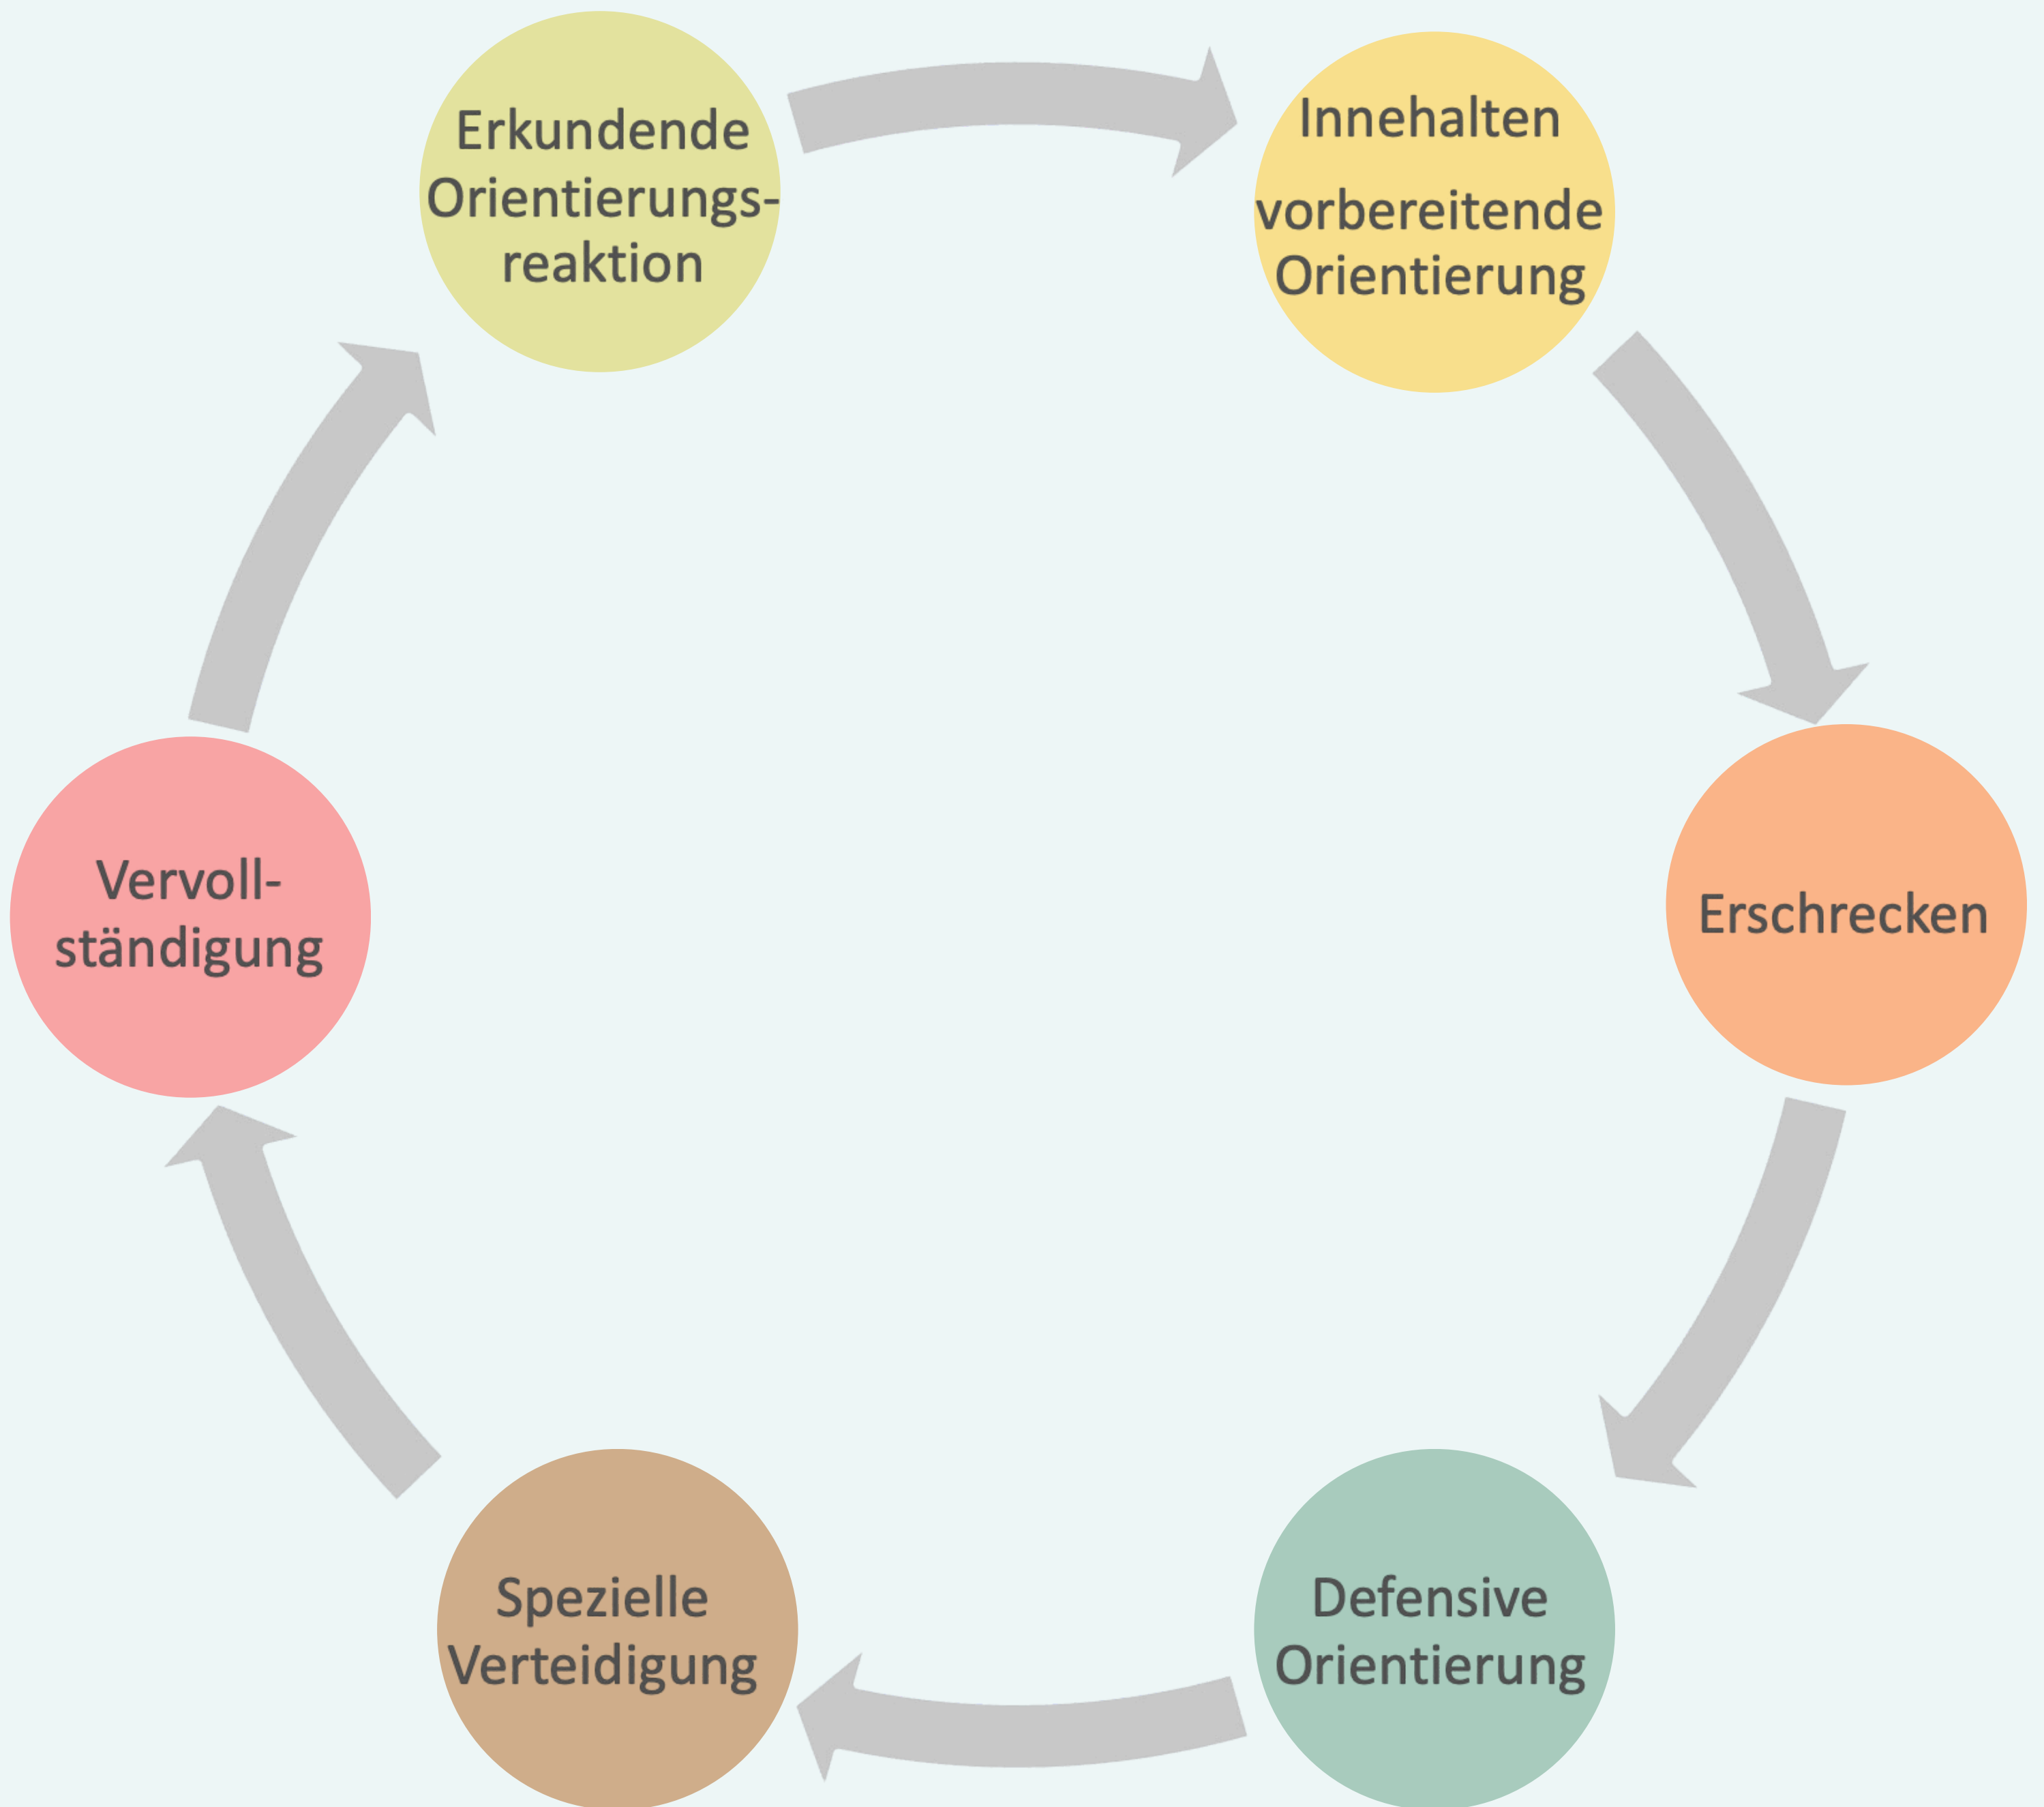 Erkundende
Orientierungs-
reaktion
Innehalten
vorbereitende
Orientierung
Erschrecken
Defensive
Orientierung
Spezielle
Verteidigung
Vervoll-
ständigung